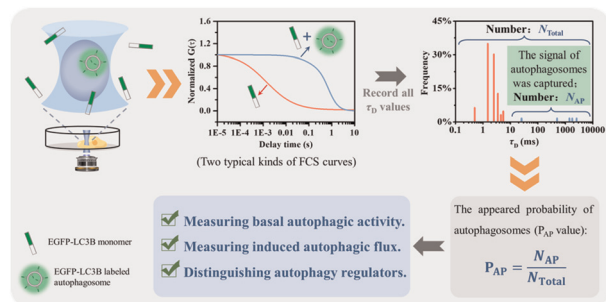 EGFP-LC3B monomer
EGFP-LC3B labeled
autophagosome
Normalized G(τ)
1.6
1.2
0.8
0.4
0.0
+
1E-5
1E-4
1E-3
0.01
0.1
1
10
Delay time (s)
(Two typical kinds of FCS curves)
Record all
τD values
Frequency
45%
30%
15%
0%
Number: NTotal
The signal of
autophagosomes
was captured:
Number: NAP
0.1
1
10
100
1000
10000
τD (ms)
The appeared probability of
autophagosomes (PAP value):
PAP = NAP
NTotal
Measuring basal autophagic activity.
Measuring induced autophagic flux.
Distinguishing autophagy regulators.